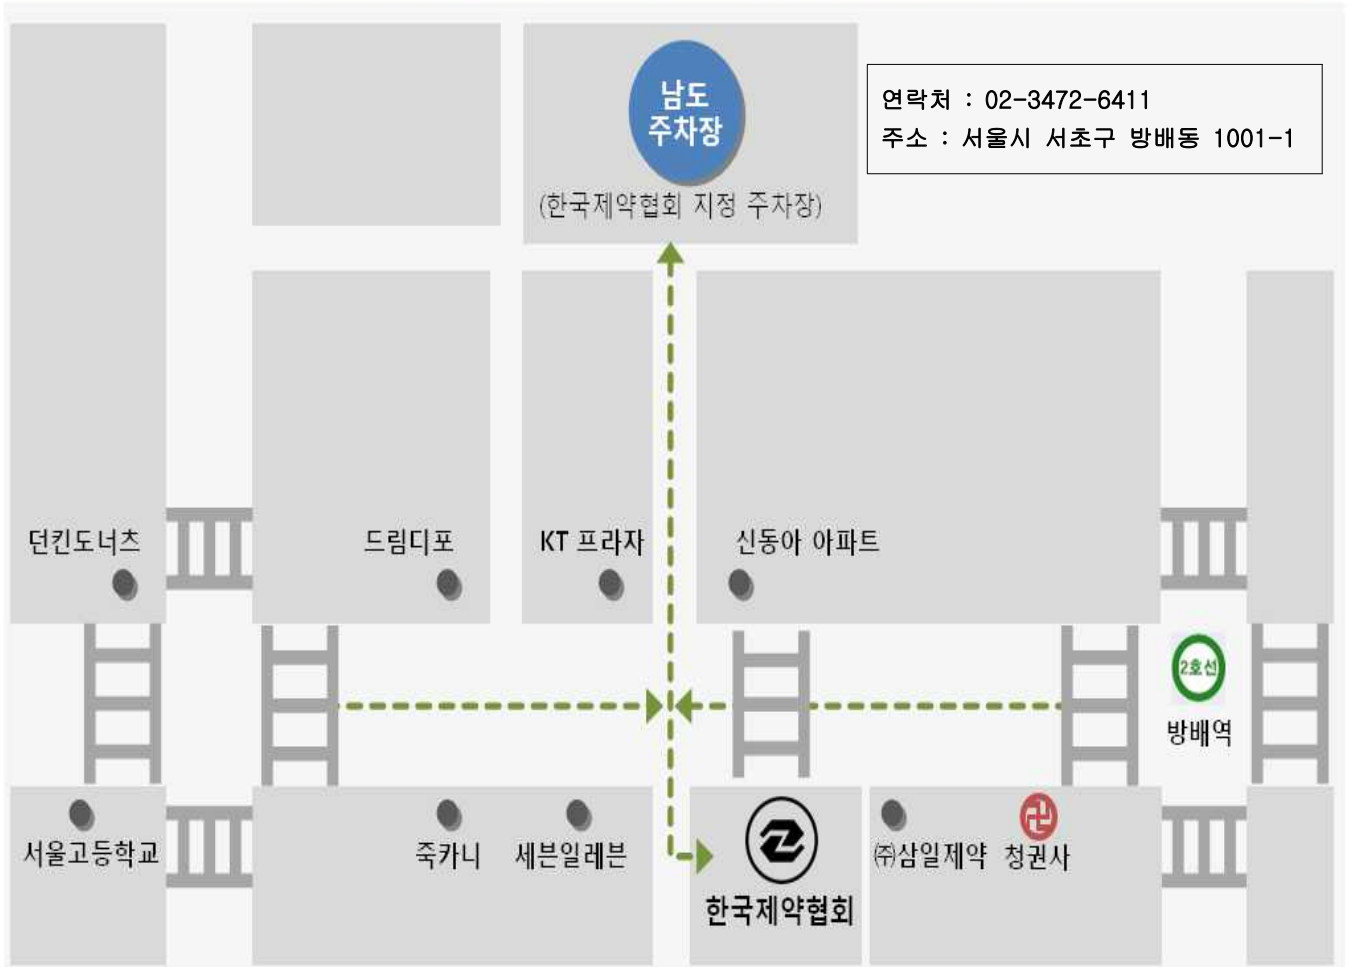 남도
주차장
(한국제약협회 지정 주차장)
연락처 : 02-3472-6411
주소 : 서울시 서초구 방배동 1001-1
던킨도너츠
드림디포
KT 프라자
신동아 아파트
2호선
방배역
서울고등학교
죽카니
세븐일레븐
한국제약협회
㈜삼일제약
청권사